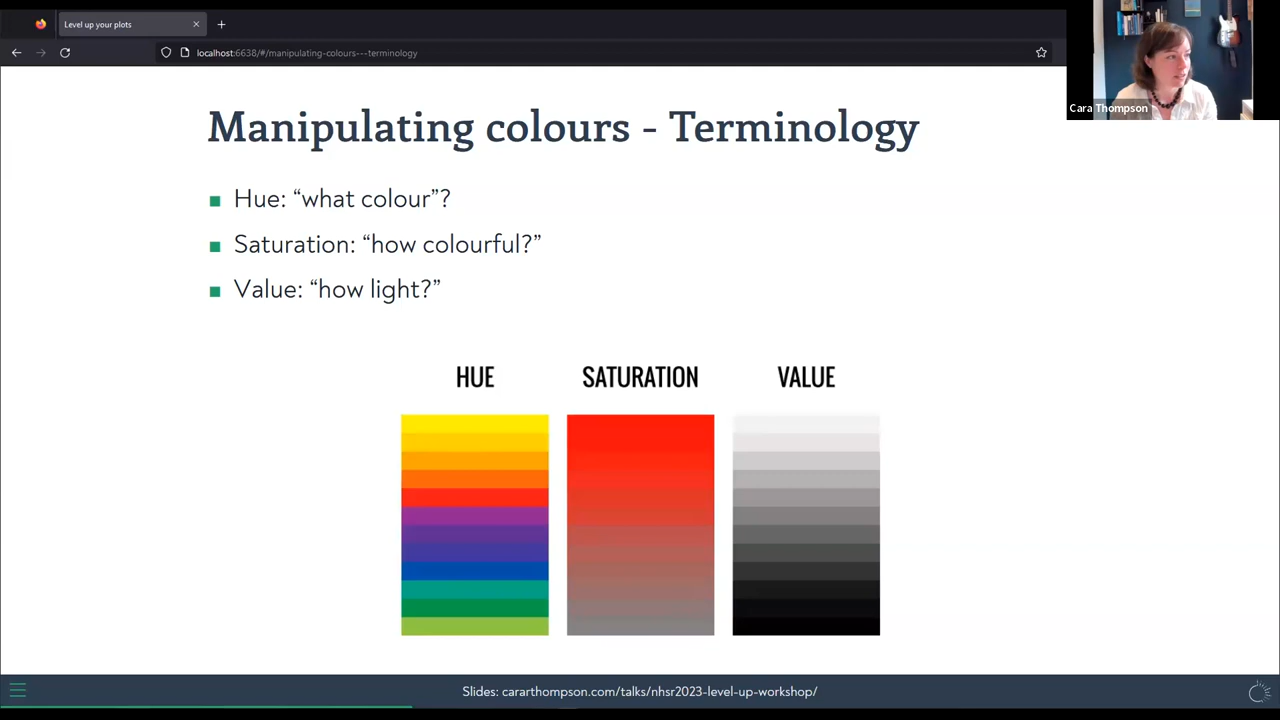 Level up your plots
localhost:6638/#/manipulating-colours---terminology
Cara Thompson
Manipulating colours - Terminology
Hue: “what colour”?
Saturation: “how colourful?”
Value: “how light?”
HUE SATURATION VALUE
Slides: cararthompson.com/talks/nhsr2023-level-up-workshop/